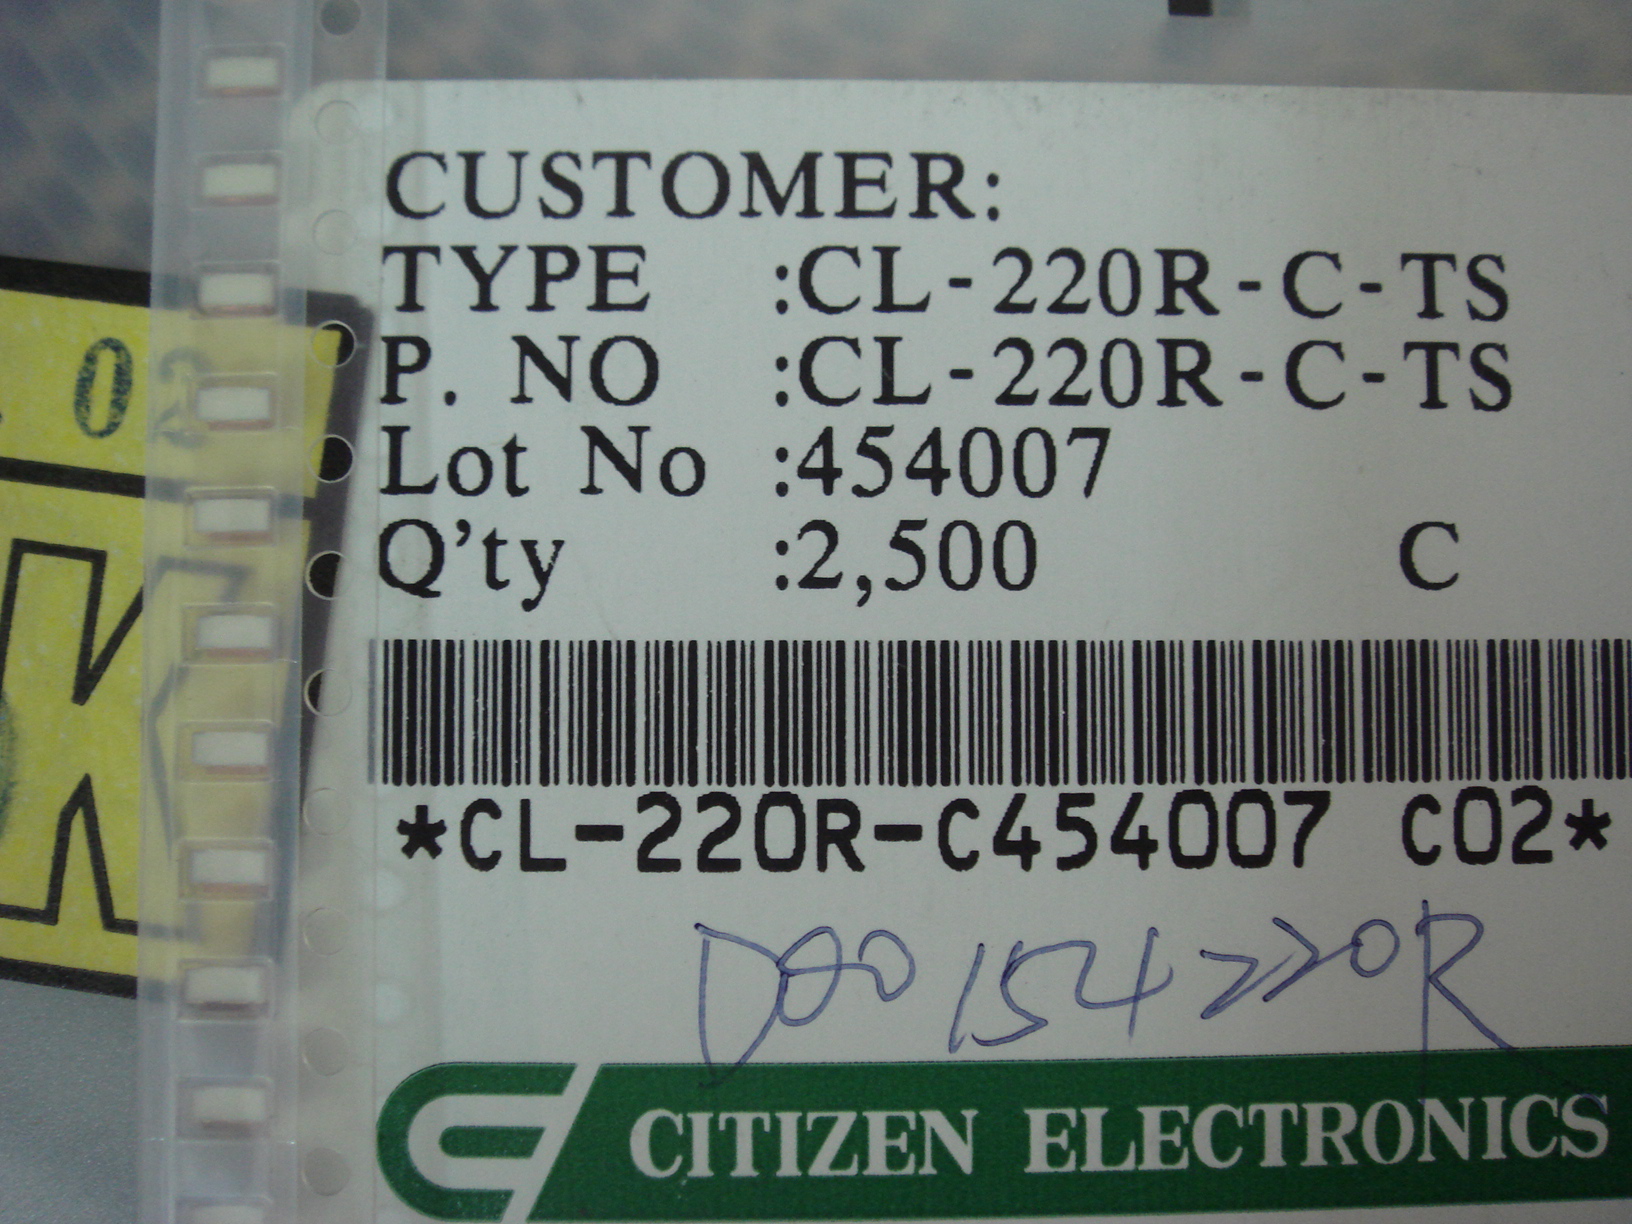 CUSTOMER:
TYPE :CL-220R-C-TS
P. NO :CL-220R-C-TS
Lot No :454007
Q'ty :2,500 C
*CL-220R-C454007 C02*
D00154220R
CITIZEN ELECTRONICS
0
K